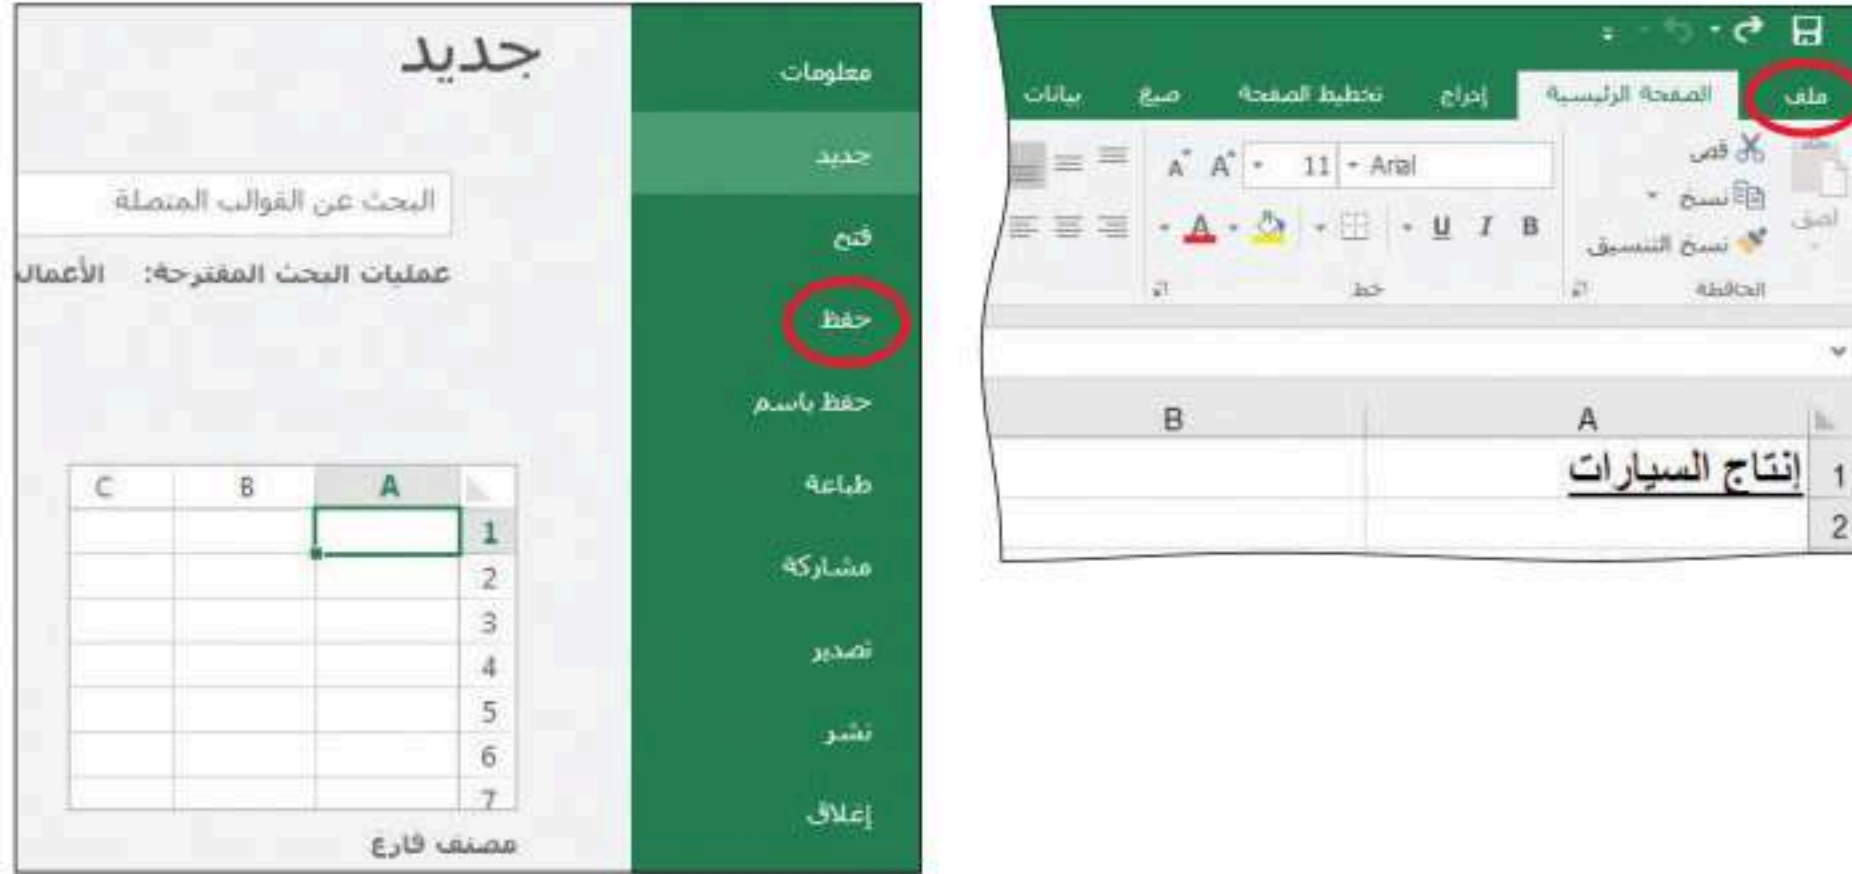 ملف الصفحة الرئيسية إدراج تخطيط الصفحة صيغ بيانات
قص
نسخ
نسخ التنسيق
لصق
الحافظة
Arial 11 A A
B I U A
خط
A B
1 إنتاج السيارات
2
معلومات
جديد
فتح
حفظ
حفظ باسم
طباعة
مشاركة
تصدير
نشر
إغلاق
جديد
البحث عن القوالب المتصلة
عمليات البحث المقترحة: الأعمال
A B C
1
2
3
4
5
6
7
مصنف فارغ